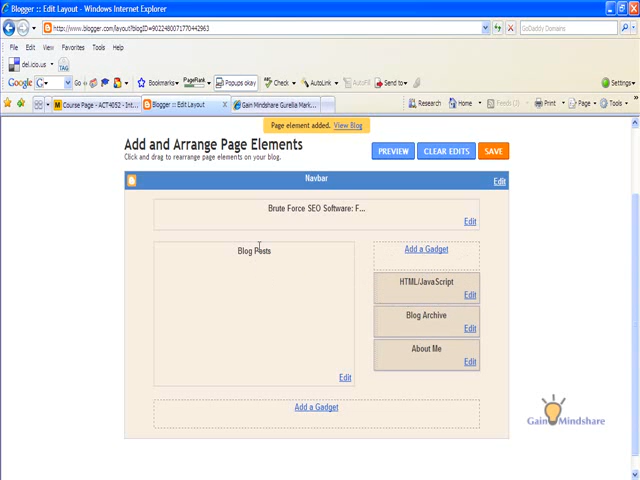 Blogger :: Edit Layout - Windows Internet Explorer
http://www.blogger.com/layout?blogID=9022480071770442963
GoDaddy Domains
File Edit View Favorites Tools Help
del.icio.us TAG
Google Go Bookmarks PageRank Popups okay Check AutoLink AutoFill Send to Settings
Course Page - ACT4052 - Int... Blogger :: Edit Layout Gain Mindshare Gurellia Mark... Research Home Feeds (2) Print Page Tools
Page element added. View Blog
Add and Arrange Page Elements
Click and drag to rearrange page elements on your blog.
PREVIEW CLEAR EDITS SAVE
Navbar
Edit
Brute Force SEO Software: F...
Edit
Blog Posts
Edit
Add a Gadget
HTML/JavaScript
Edit
Blog Archive
Edit
About Me
Edit
Add a Gadget
Gain Mindshare